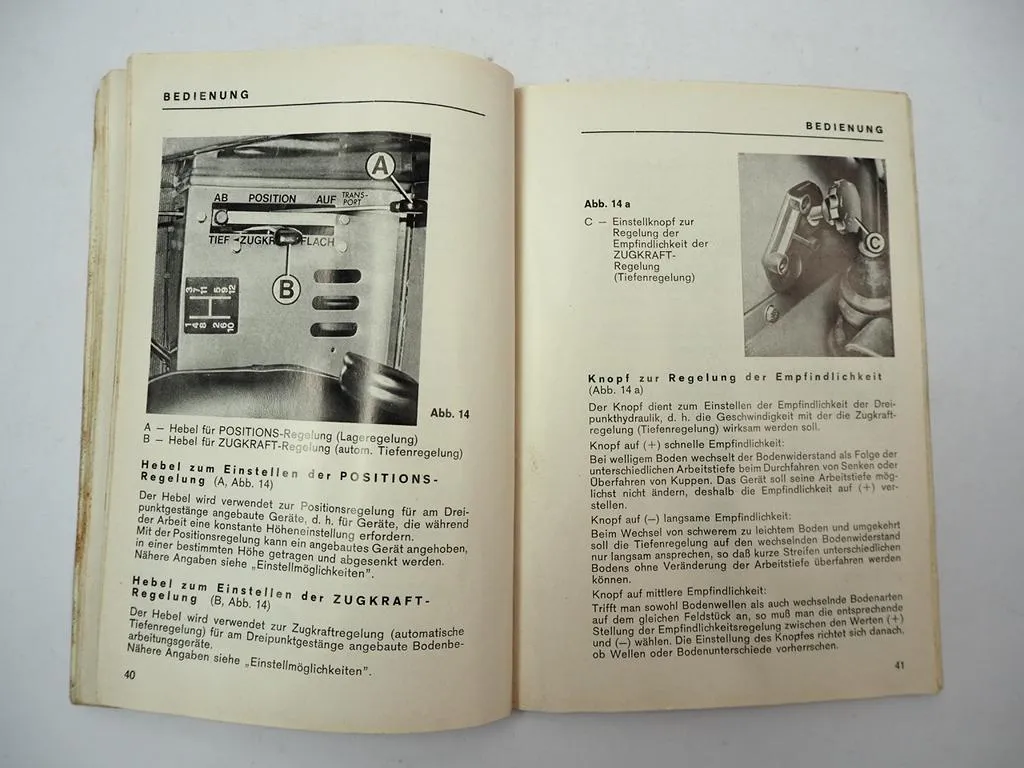 BEDIENUNG
A
AB POSITION AUF TRANS-
PORT
TIEF ZUGKR FLACH
B
3 7 11 5 9 12
1 4 8 2 6 10
Abb. 14
A — Hebel für POSITIONS-Regelung (Lageregelung)
B — Hebel für ZUGKRAFT-Regelung (autom. Tiefenregelung)
Hebel zum Einstellen der POSITIONS-
Regelung (A, Abb. 14)
Der Hebel wird verwendet zur Positionsregelung für am Drei-
punktgestänge angebaute Geräte, d. h. für Geräte, die während
der Arbeit eine konstante Höheneinstellung erfordern.
Mit der Positionsregelung kann ein angebautes Gerät angehoben,
in einer bestimmten Höhe getragen und abgesenkt werden.
Nähere Angaben siehe „Einstellmöglichkeiten".
Hebel zum Einstellen der ZUGKRAFT-
Regelung (B, Abb. 14)
Der Hebel wird verwendet zur Zugkraftregelung (automatische
Tiefenregelung) für am Dreipunktgestänge angebaute Bodenbe-
arbeitungsgeräte.
Nähere Angaben siehe „Einstellmöglichkeiten".
40
BEDIENUNG
Abb. 14 a
C — Einstellknopf zur
Regelung der
Empfindlichkeit der
ZUGKRAFT-
Regelung
(Tiefenregelung)
C
Knopf zur Regelung der Empfindlichkeit
(Abb. 14 a)
Der Knopf dient zum Einstellen der Empfindlichkeit der Drei-
punkthydraulik, d. h. die Geschwindigkeit mit der die Zugkraft-
regelung (Tiefenregelung) wirksam werden soll.
Knopf auf (+) schnelle Empfindlichkeit:
Bei welligem Boden wechselt der Bodenwiderstand als Folge der
unterschiedlichen Arbeitstiefe beim Durchfahren von Senken oder
Überfahren von Kuppen. Das Gerät soll seine Arbeitstiefe mög-
lichst nicht ändern, deshalb die Empfindlichkeit auf (+) ver-
stellen.
Knopf auf (—) langsame Empfindlichkeit:
Beim Wechsel von schwerem zu leichtem Boden und umgekehrt
soll die Tiefenregelung auf den wechselnden Bodenwiderstand
nur langsam ansprechen, so daß kurze Streifen unterschiedlichen
Bodens ohne Veränderung der Arbeitstiefe überfahren werden
können.
Knopf auf mittlere Empfindlichkeit:
Trifft man sowohl Bodenwellen als auch wechselnde Bodenarten
auf dem gleichen Feldstück an, so muß man die entsprechende
Stellung der Empfindlichkeitsregelung zwischen den Werten (+)
und (—) wählen. Die Einstellung des Knopfes richtet sich danach,
ob Wellen oder Bodenunterschiede vorherrschen.
41